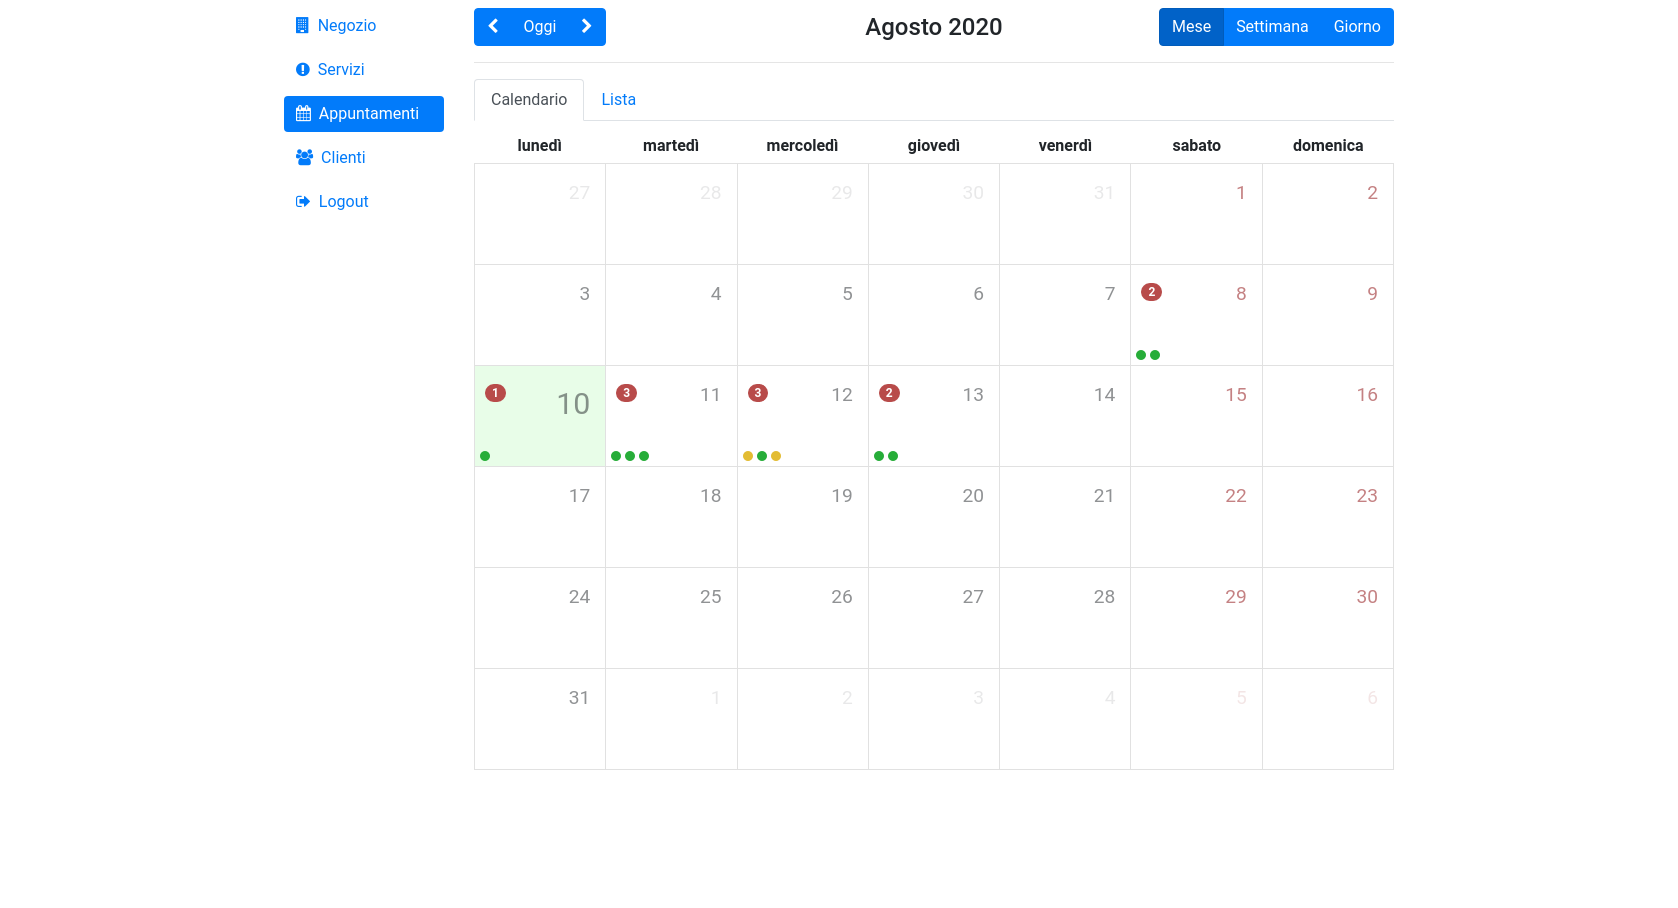 Negozio
Servizi
Appuntamenti
Clienti
Logout
Oggi
Agosto 2020
Mese Settimana Giorno
Calendario Lista
lunedì martedì mercoledì giovedì venerdì sabato domenica
27 28 29 30 31 1 2
3 4 5 6 7 2 8 9
1 10 3 11 3 12 2 13 14 15 16
17 18 19 20 21 22 23
24 25 26 27 28 29 30
31 1 2 3 4 5 6